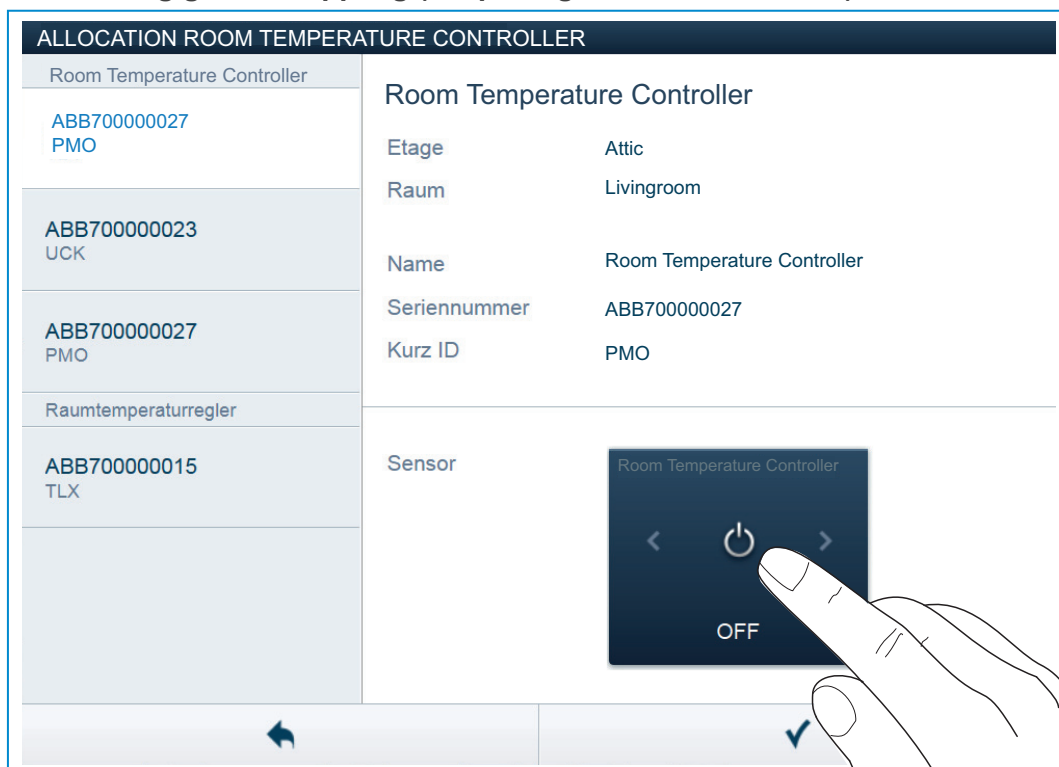 ALLOCATION ROOM TEMPERATURE CONTROLLER
Room Temperature Controller
ABB700000027
PMO
ABB700000023
UCK
ABB700000027
PMO
Raumtemperaturregler
ABB700000015
TLX
Room Temperature Controller
Etage Attic
Raum Livingroom
Name Room Temperature Controller
Seriennummer ABB700000027
Kurz ID PMO
Sensor
Room Temperature Controller
OFF